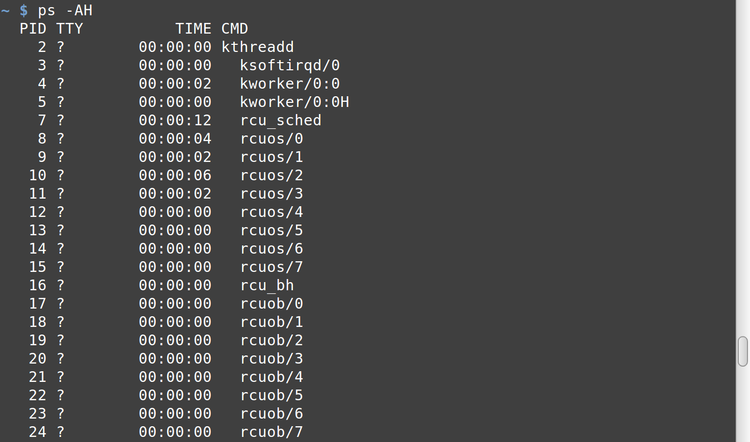 ~ $ ps -AH
  PID TTY          TIME CMD
    2 ?        00:00:00 kthreadd
    3 ?        00:00:00   ksoftirqd/0
    4 ?        00:00:02   kworker/0:0
    5 ?        00:00:00   kworker/0:0H
    7 ?        00:00:12   rcu_sched
    8 ?        00:00:04   rcuos/0
    9 ?        00:00:02   rcuos/1
   10 ?        00:00:06   rcuos/2
   11 ?        00:00:02   rcuos/3
   12 ?        00:00:00   rcuos/4
   13 ?        00:00:00   rcuos/5
   14 ?        00:00:00   rcuos/6
   15 ?        00:00:00   rcuos/7
   16 ?        00:00:00   rcu_bh
   17 ?        00:00:00   rcuob/0
   18 ?        00:00:00   rcuob/1
   19 ?        00:00:00   rcuob/2
   20 ?        00:00:00   rcuob/3
   21 ?        00:00:00   rcuob/4
   22 ?        00:00:00   rcuob/5
   23 ?        00:00:00   rcuob/6
   24 ?        00:00:00   rcuob/7